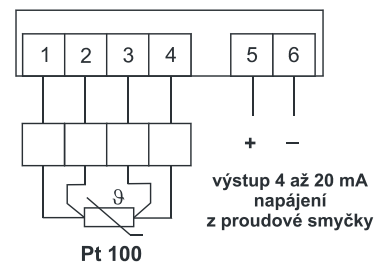 1 2 3 4 5 6
+ –
výstup 4 až 20 mA
napájení
z proudové smyčky
ϑ
Pt 100